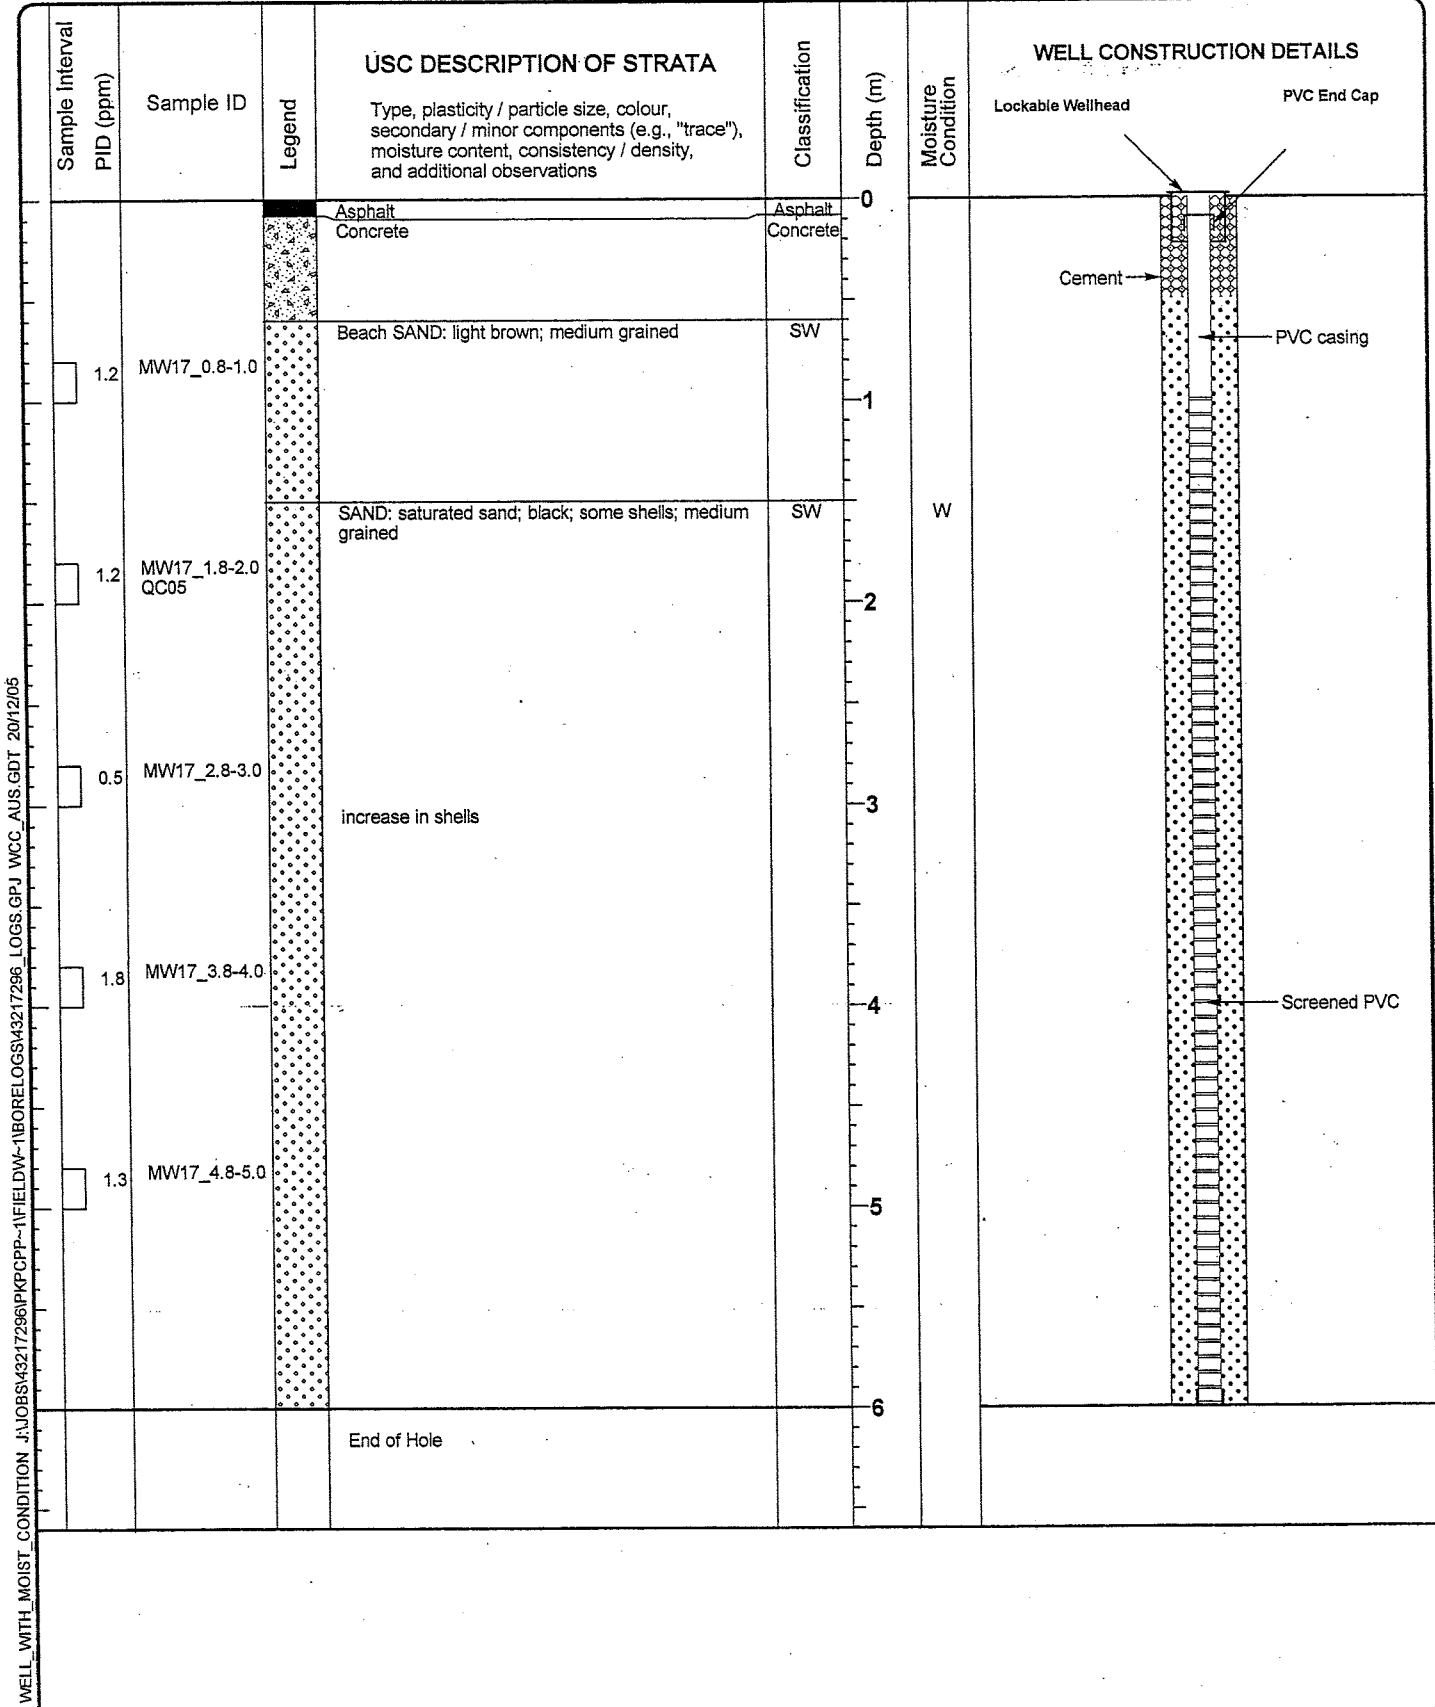 Sample Interval
PID (ppm)
Sample ID
Legend
USC DESCRIPTION OF STRATA
Type, plasticity / particle size, colour,
secondary / minor components (e.g., "trace"),
moisture content, consistency / density,
and additional observations
Classification
Depth (m)
Moisture
Condition
WELL CONSTRUCTION DETAILS
Lockable Wellhead
PVC End Cap
0
Asphalt
Asphalt
Concrete
Concrete
Cement
Beach SAND: light brown; medium grained
SW
PVC casing
1.2
MW17_0.8-1.0
1
SAND: saturated sand; black; some shells; medium
grained
SW
W
1.2
MW17_1.8-2.0
QC05
2
0.5
MW17_2.8-3.0
3
increase in shells
1.8
MW17_3.8-4.0
4
Screened PVC
1.3
MW17_4.8-5.0
5
6
End of Hole
WELL_WITH_MOIST_CONDITION J:\JOBS\43217296\PKPCPP~1\FIELDW~1\BORELOGS\43217296_LOGS.GPJ WCC_AUS.GDT 20/12/05